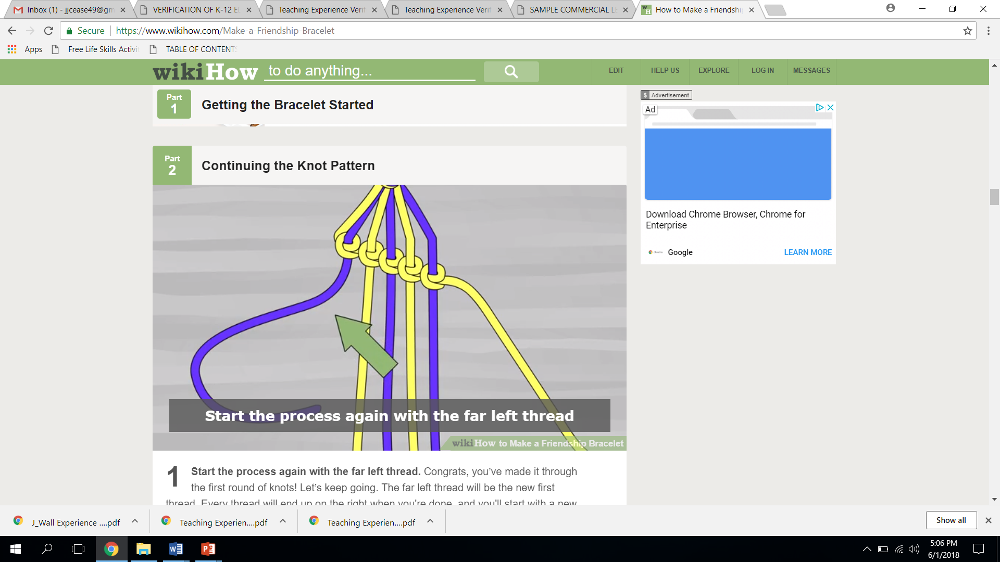 Inbox (1) - jjcease49@gm
VERIFICATION OF K-12 E
Teaching Experience Verif
Teaching Experience Verif
SAMPLE COMMERCIAL LE
How to Make a Friendshi
Secure https://www.wikihow.com/Make-a-Friendship-Bracelet
Apps Free Life Skills Activit TABLE OF CONTENTS
wikiHow to do anything... EDIT HELP US EXPLORE LOG IN MESSAGES
Part
1
Getting the Bracelet Started
$ Advertisement
Ad
Download Chrome Browser, Chrome for
Enterprise
chrome Google LEARN MORE
Part
2
Continuing the Knot Pattern
Start the process again with the far left thread
wikiHow to Make a Friendship Bracelet
1 Start the process again with the far left thread. Congrats, you’ve made it through
the first round of knots! Let’s keep going. The far left thread will be the new first
thread. Every thread will end up on the right when you're done, and you'll start with a new
J_Wall Experience ....pdf Teaching Experien....pdf Teaching Experien....pdf Show all
5:06 PM
6/1/2018